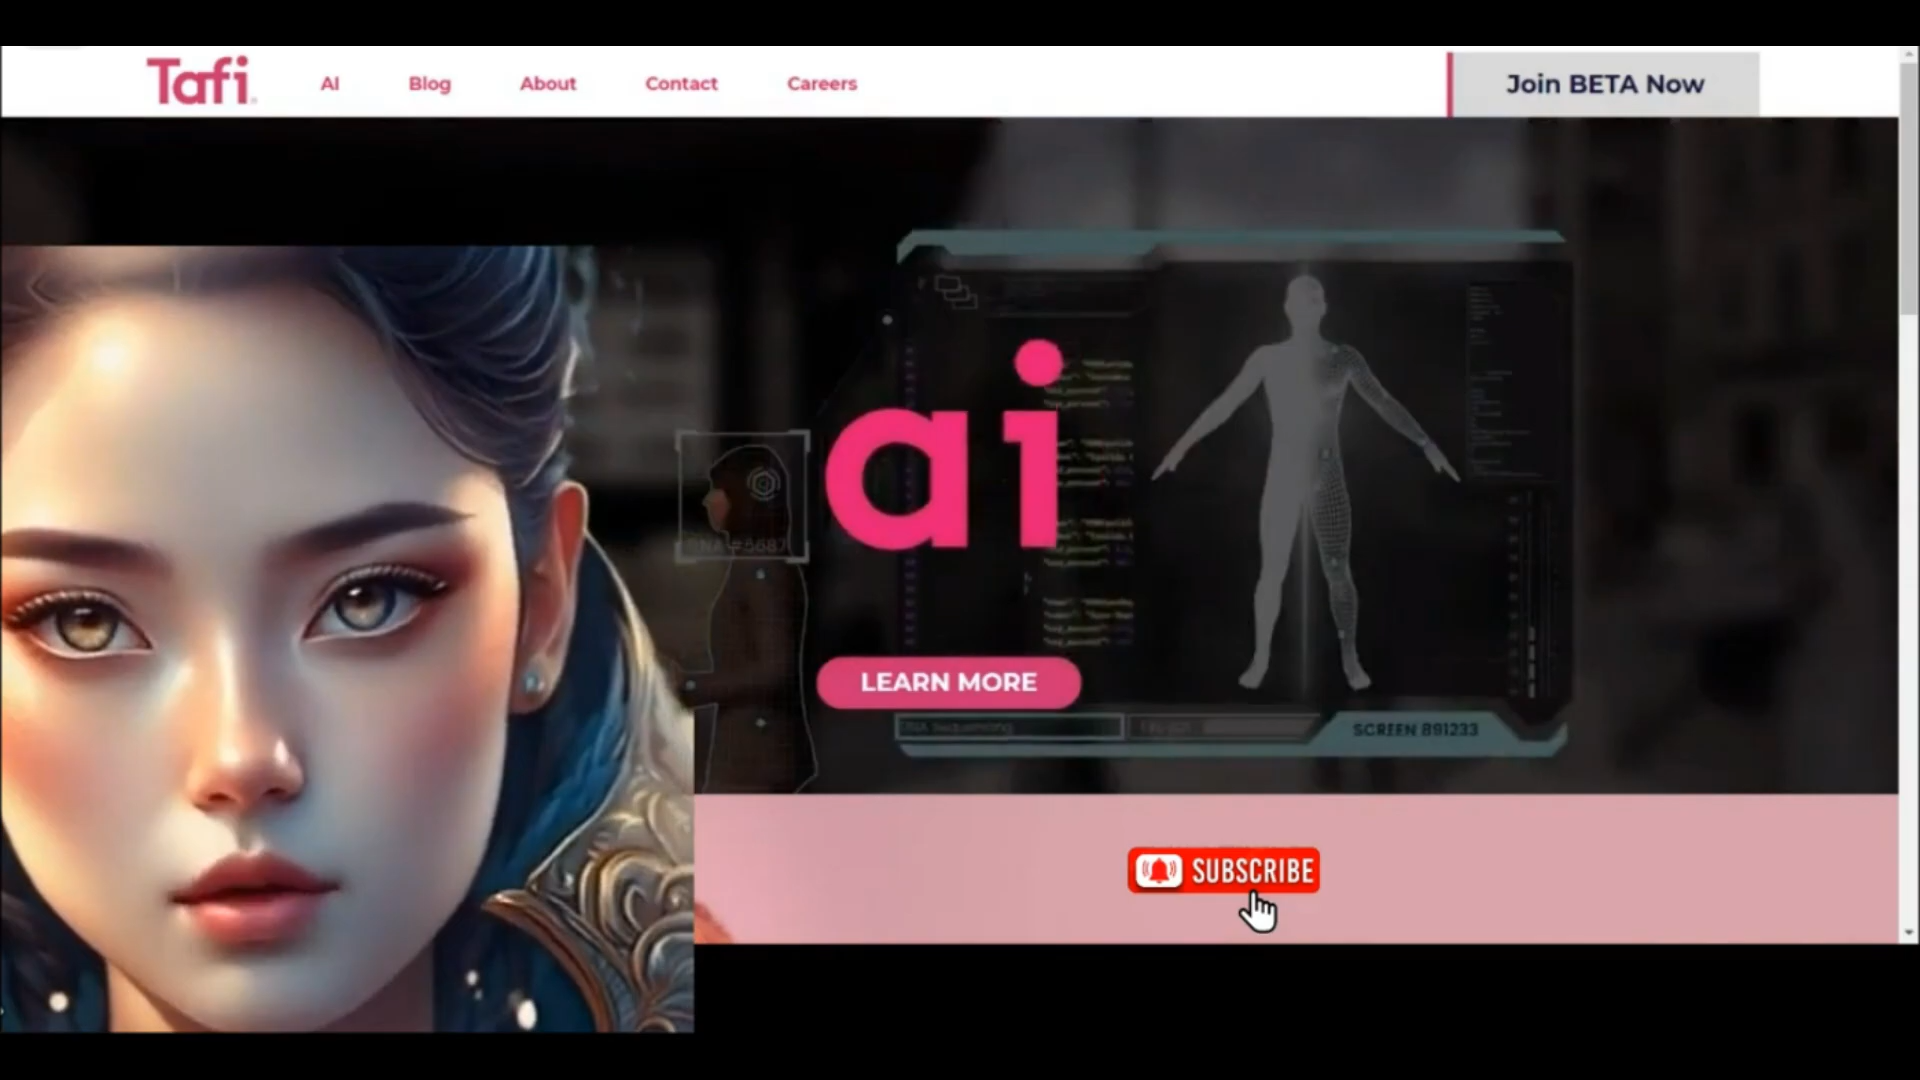 Tafi
AI
Blog
About
Contact
Careers
Join BETA Now
ai
LEARN MORE
SCREEN 891233
SUBSCRIBE